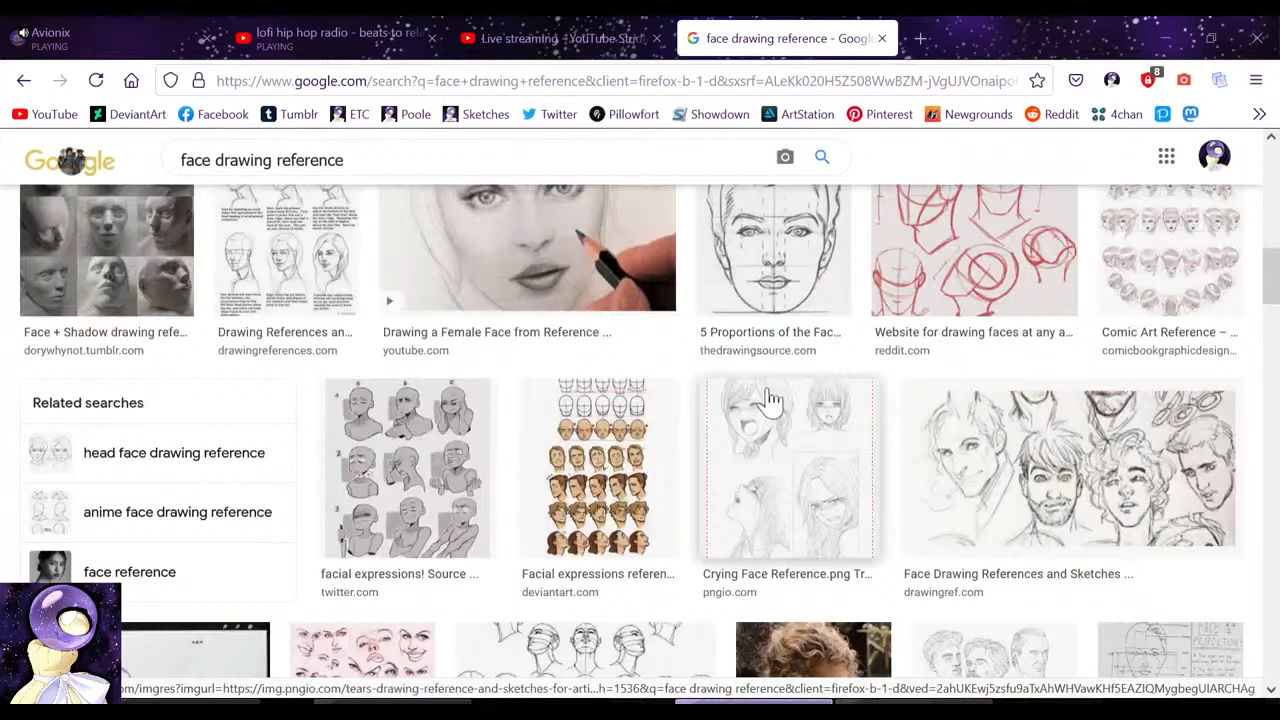 Avionix
PLAYING
lofi hip hop radio - beats to rel
PLAYING
Live streaming - YouTube Stud
face drawing reference - Google
https://www.google.com/search?q=face+drawing+reference&client=firefox-b-1-d&sxsrf=ALeKk020H5Z508WwBZM-jVgUJVOnaipo
8
YouTube
DeviantArt
Facebook
Tumblr
ETC
Poole
Sketches
Twitter
Pillowfort
Showdown
ArtStation
Pinterest
Newgrounds
Reddit
4chan
Google
face drawing reference
Face + Shadow drawing refe...
dorywhynot.tumblr.com
Drawing References an...
drawingreferences.com
Drawing a Female Face from Reference ...
youtube.com
5 Proportions of the Fac...
thedrawingsource.com
Website for drawing faces at any a...
reddit.com
Comic Art Reference – ...
comicbookgraphicdesign...
Related searches
head face drawing reference
anime face drawing reference
face reference
facial expressions! Source ...
twitter.com
Facial expressions referen...
deviantart.com
Crying Face Reference.png Tr...
pngio.com
Face Drawing References and Sketches ...
drawingref.com
com/imgres?imgurl=https://img.pngio.com/tears-drawing-reference-and-sketches-for-arti...h=1536&q=face drawing reference&client=firefox-b-1-d&ved=2ahUKEwj5zsfu9aTxAhWHVawKHf5EAZIQMygbegUIARCHAg